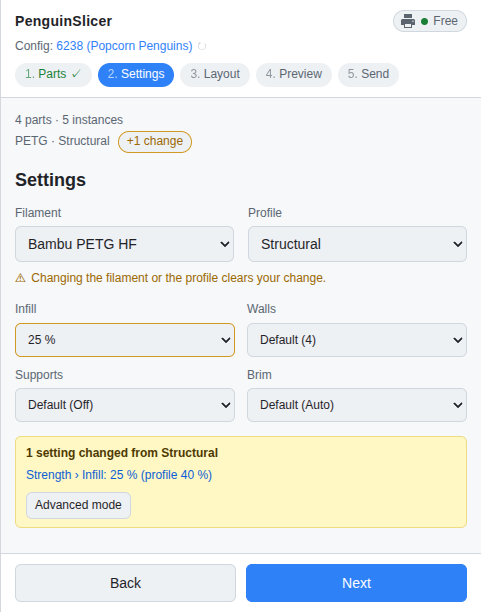 PenguinSlicer
Free
Config: 6238 (Popcorn Penguins)
1. Parts ✓
2. Settings
3. Layout
4. Preview
5. Send
4 parts · 5 instances
PETG · Structural +1 change
Settings
Filament
Profile
Bambu PETG HF
Structural
⚠ Changing the filament or the profile clears your change.
Infill
Walls
25 %
Default (4)
Supports
Brim
Default (Off)
Default (Auto)
1 setting changed from Structural
Strength › Infill: 25 % (profile 40 %)
Advanced mode
Back
Next